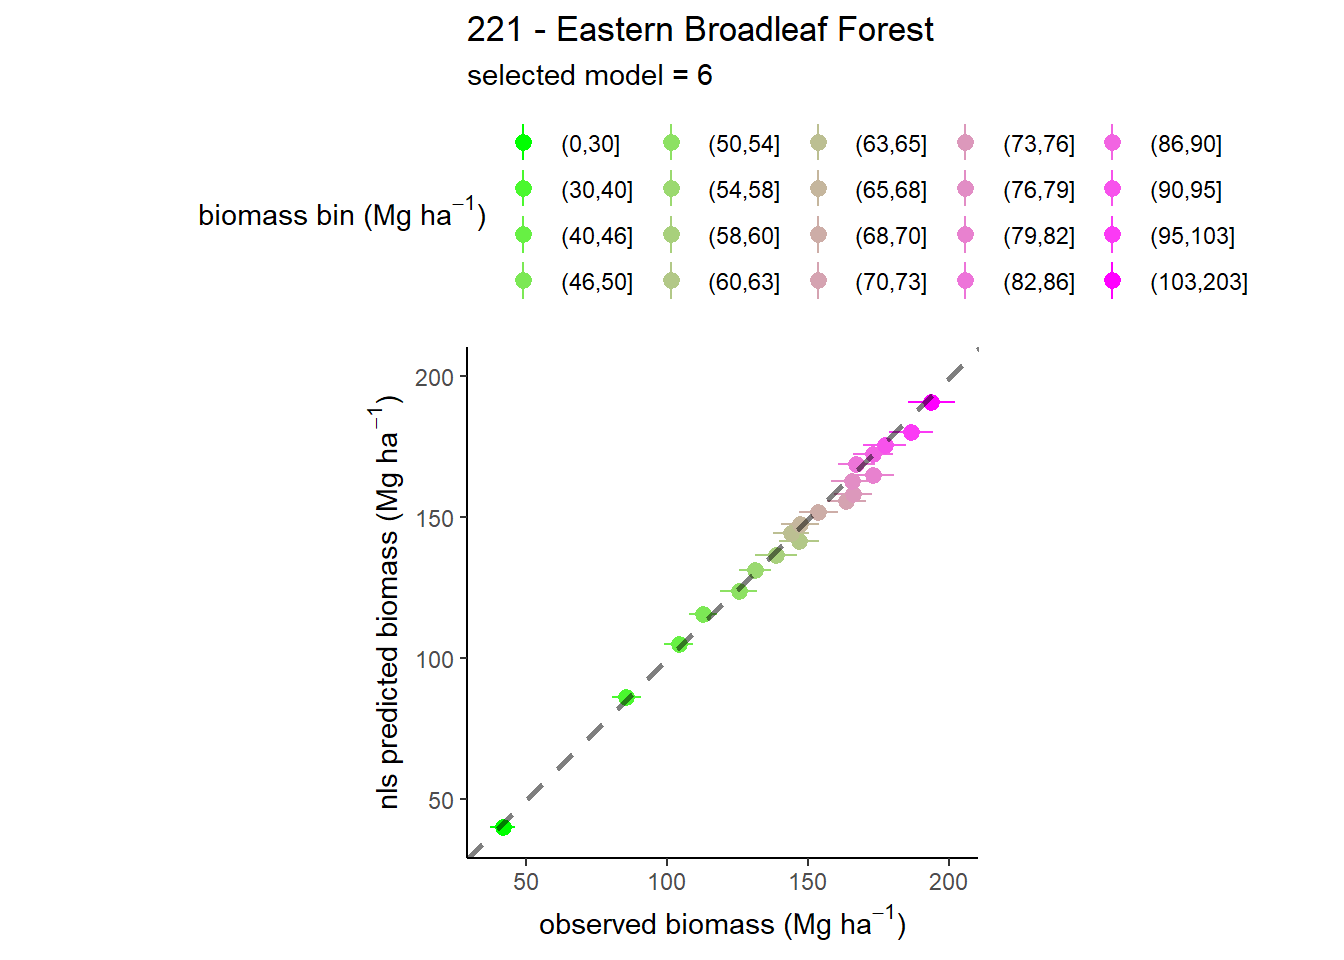 221 - Eastern Broadleaf Forest
selected model = 6
biomass bin (Mg ha⁻¹)
(0,30] (50,54] (63,65] (73,76] (86,90]
(30,40] (54,58] (65,68] (76,79] (90,95]
(40,46] (58,60] (68,70] (79,82] (95,103]
(46,50] (60,63] (70,73] (82,86] (103,203]
nls predicted biomass (Mg ha⁻¹)
200
150
100
50
50 100 150 200
observed biomass (Mg ha⁻¹)